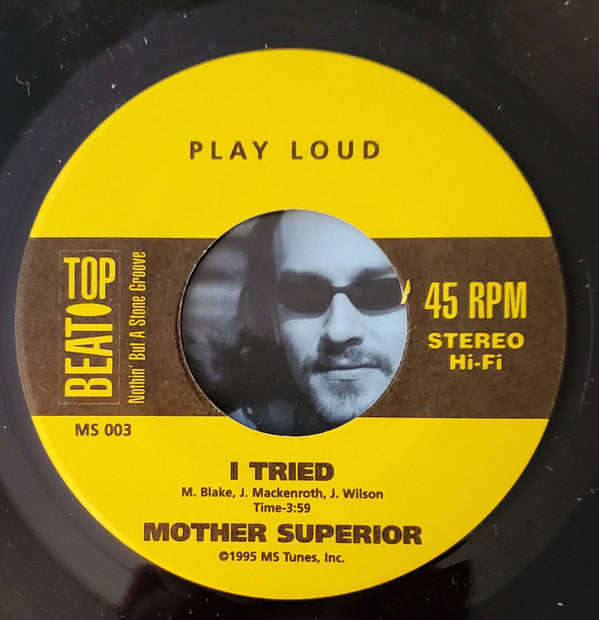 PLAY LOUD
BEAT TOP
Nothin' But A Stone Groove
45 RPM
STEREO
Hi-Fi
MS 003
I TRIED
M. Blake, J. Mackenroth, J. Wilson
Time-3:59
MOTHER SUPERIOR
©1995 MS Tunes, Inc.